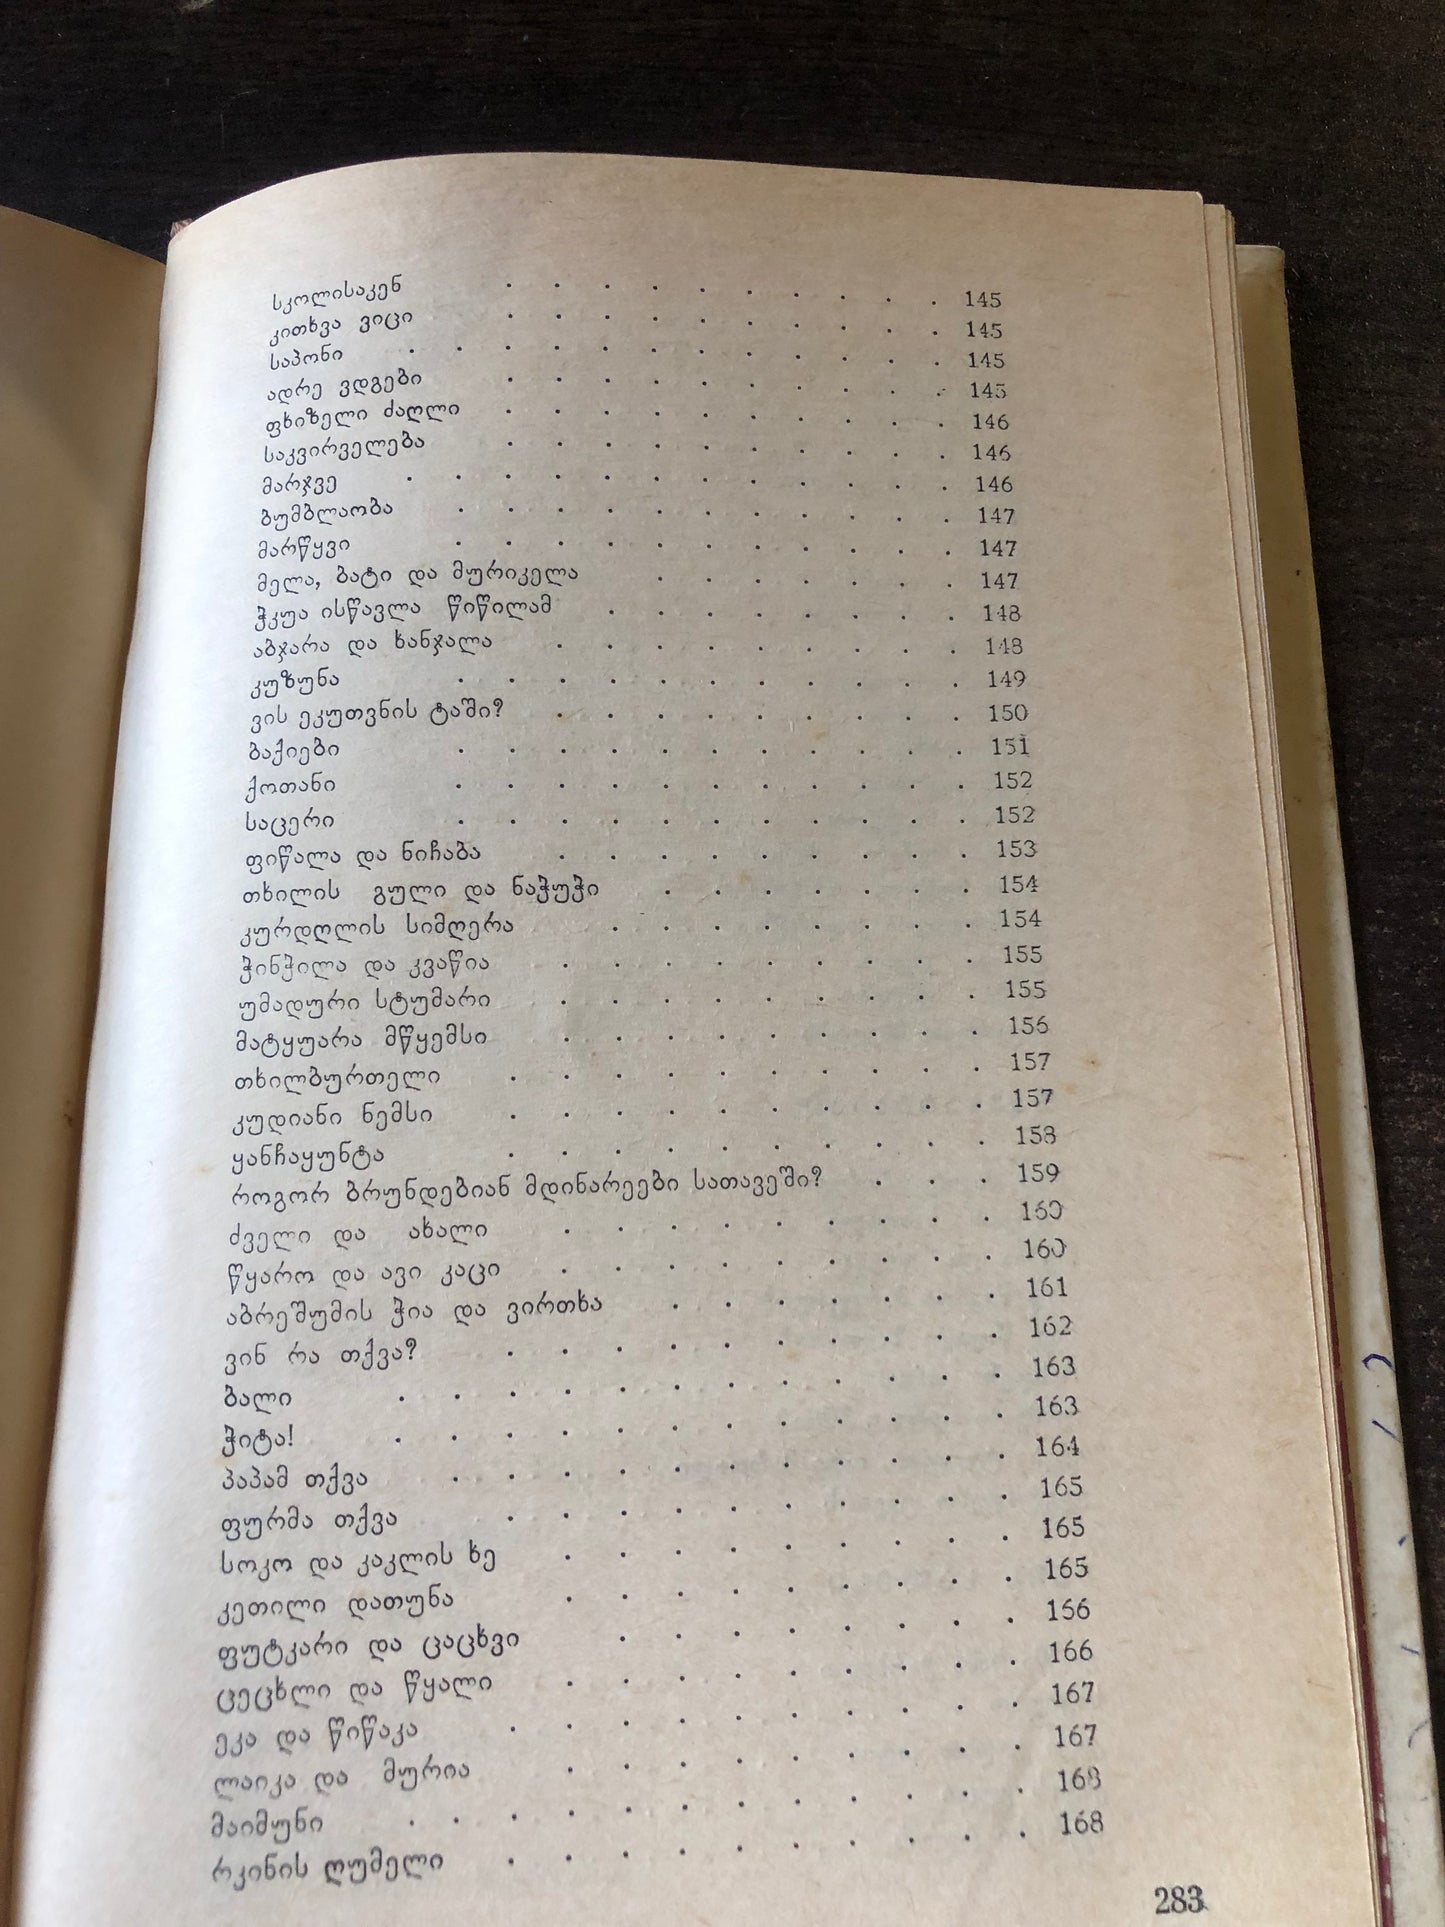 სკოლისაკენ . . . . . . . . . . 145
კითხვა ვიცი . . . . . . . . . . 145
საპონი . . . . . . . . . . . . 145
ადრე ვდგები . . . . . . . . . . 145
ფხიზელი ძაღლი . . . . . . . . . . 146
საკვირველება . . . . . . . . . . 146
მარჯვე . . . . . . . . . . . . 146
ბუმბლაობა . . . . . . . . . . . 147
მარწყვი . . . . . . . . . . . 147
მელა, ბატი და მურიკელა . . . . . . . 147
ჭკუა ისწავლა წიწილამ . . . . . . . . 148
აბჯარა და ხანჯალა . . . . . . . . . 148
კუზუნა . . . . . . . . . . . 149
ვის ეკუთვნის ტაში? . . . . . . . . . 150
ბაქიები . . . . . . . . . . . 151
ქოთანი . . . . . . . . . . . 152
საცერი . . . . . . . . . . . 152
ფიწალა და ნიჩაბა . . . . . . . . . 153
თხილის გული და ნაჭუჭი . . . . . . . 154
კურდღლის სიმღერა . . . . . . . . 154
ჭინჭილა და კვაწია . . . . . . . . . 155
უმადური სტუმარი . . . . . . . . . 155
მატყუარა მწყემსი . . . . . . . . . 156
თხილბურთელი . . . . . . . . . . 157
კუდიანი ნემსი . . . . . . . . . . 157
ყანჩაყუნტა . . . . . . . . . . 158
როგორ ბრუნდებიან მდინარეები სათავეში? . . . 159
ძველი და ახალი . . . . . . . . . 160
წყარო და ავი კაცი . . . . . . . . . 160
აბრეშუმის ჭია და ვირთხა . . . . . . . 161
ვინ რა თქვა? . . . . . . . . . . 162
ბალი . . . . . . . . . . . . 163
ჭიტა! . . . . . . . . . . . . 163
პაპამ თქვა . . . . . . . . . . . 164
ფურმა თქვა . . . . . . . . . . 165
სოკო და კაკლის ხე . . . . . . . . . 165
კეთილი დათუნა . . . . . . . . . 165
ფუტკარი და ცაცხვი . . . . . . . . 166
ცეცხლი და წყალი . . . . . . . . . 166
ეკა და წიწაკა . . . . . . . . . . 167
ლაიკა და მურია . . . . . . . . . 167
მაიმუნი . . . . . . . . . . . . 168
რკინის ღუმელი . . . . . . . . . . 168
283